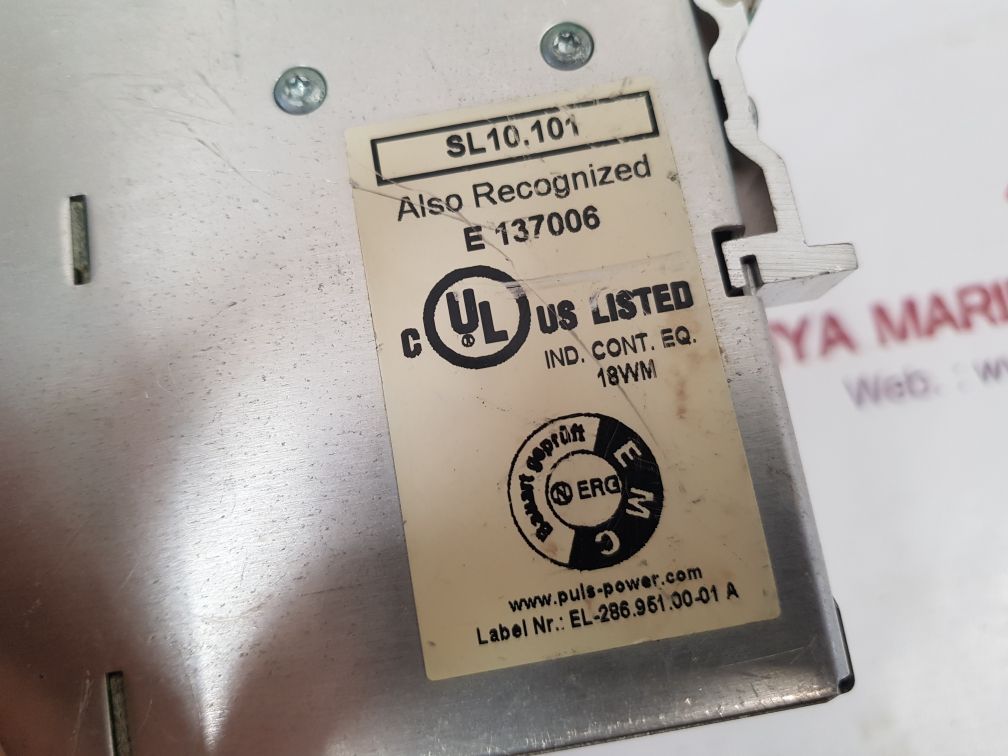 SL10.101
Also Recognized
E 137006
C UL US LISTED
®
IND. CONT. EQ.
18WM
Bauart geprüft
EMC
N ERG
www.puls-power.com
Label Nr.: EL-286.951.00-01 A
YA MARI
Web. : w